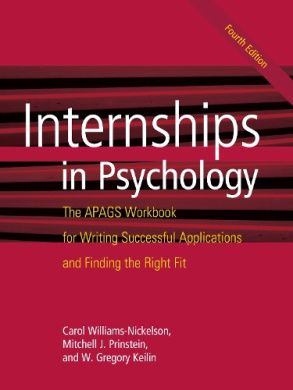 Fourth Edition
Internships
in Psychology
The APAGS Workbook
for Writing Successful Applications
and Finding the Right Fit
Carol Williams-Nickelson,
Mitchell J. Prinstein,
and W. Gregory Keilin